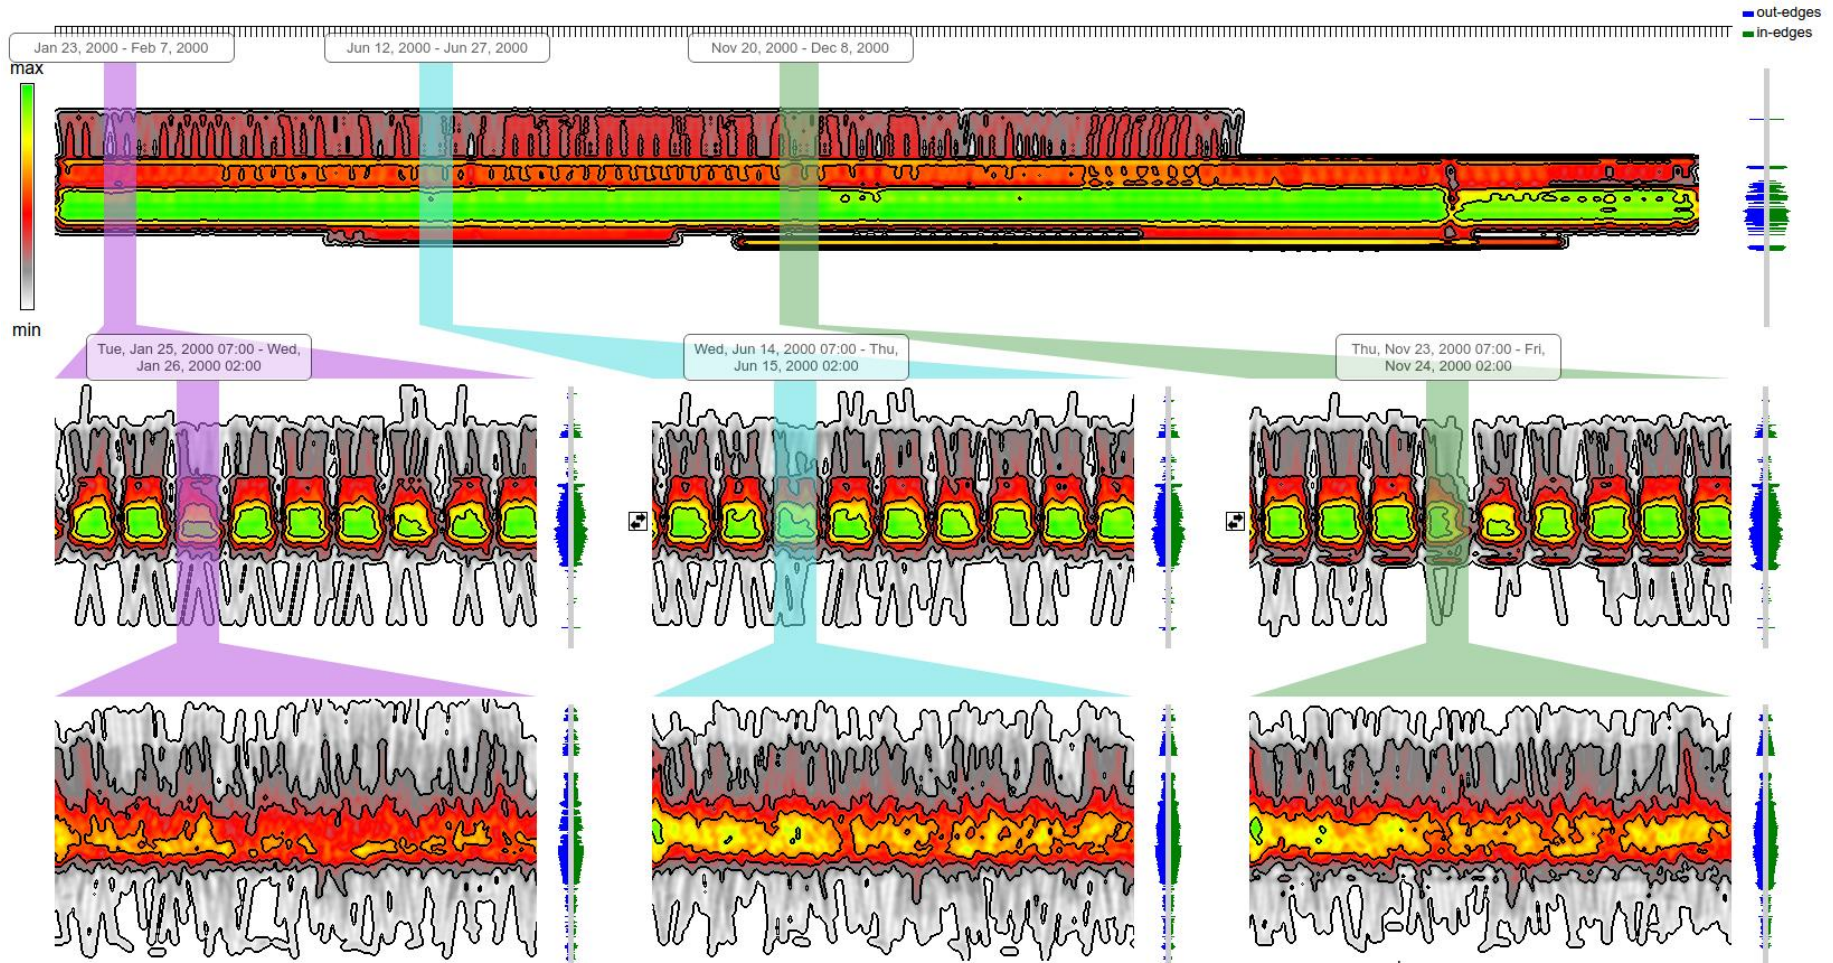 out-edges
in-edges
Jan 23, 2000 - Feb 7, 2000
Jun 12, 2000 - Jun 27, 2000
Nov 20, 2000 - Dec 8, 2000
max
min
Tue, Jan 25, 2000 07:00 - Wed,
Jan 26, 2000 02:00
Wed, Jun 14, 2000 07:00 - Thu,
Jun 15, 2000 02:00
Thu, Nov 23, 2000 07:00 - Fri,
Nov 24, 2000 02:00